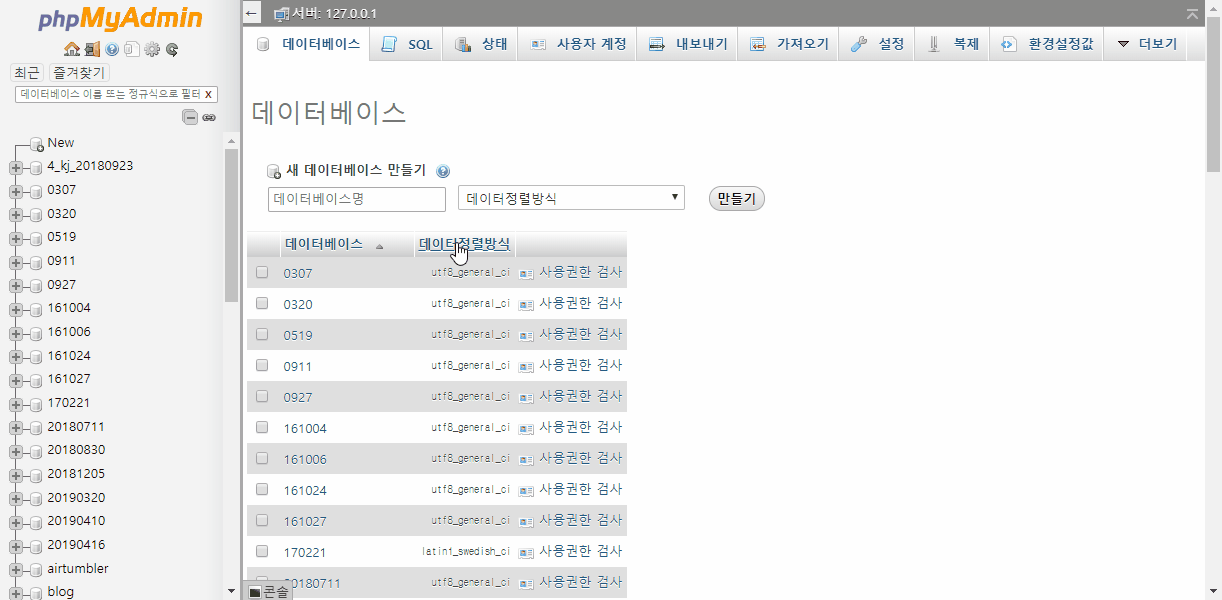 phpMyAdmin
최근 즐겨찾기
데이터베이스 이름 또는 정규식으로 필터 X
New
4_kj_20180923
0307
0320
0519
0911
0927
161004
161006
161024
161027
170221
20180711
20180830
20181205
20190320
20190410
20190416
airtumbler
blog
서버: 127.0.0.1
데이터베이스 SQL 상태 사용자 계정 내보내기 가져오기 설정 복제 환경설정값 더보기
데이터베이스
새 데이터베이스 만들기
데이터베이스명 데이터정렬방식 만들기
데이터베이스 데이터정렬방식
0307 utf8_general_ci 사용권한 검사
0320 utf8_general_ci 사용권한 검사
0519 utf8_general_ci 사용권한 검사
0911 utf8_general_ci 사용권한 검사
0927 utf8_general_ci 사용권한 검사
161004 utf8_general_ci 사용권한 검사
161006 utf8_general_ci 사용권한 검사
161024 utf8_general_ci 사용권한 검사
161027 utf8_general_ci 사용권한 검사
170221 latin1_swedish_ci 사용권한 검사
20180711 utf8_general_ci 사용권한 검사
콘솔